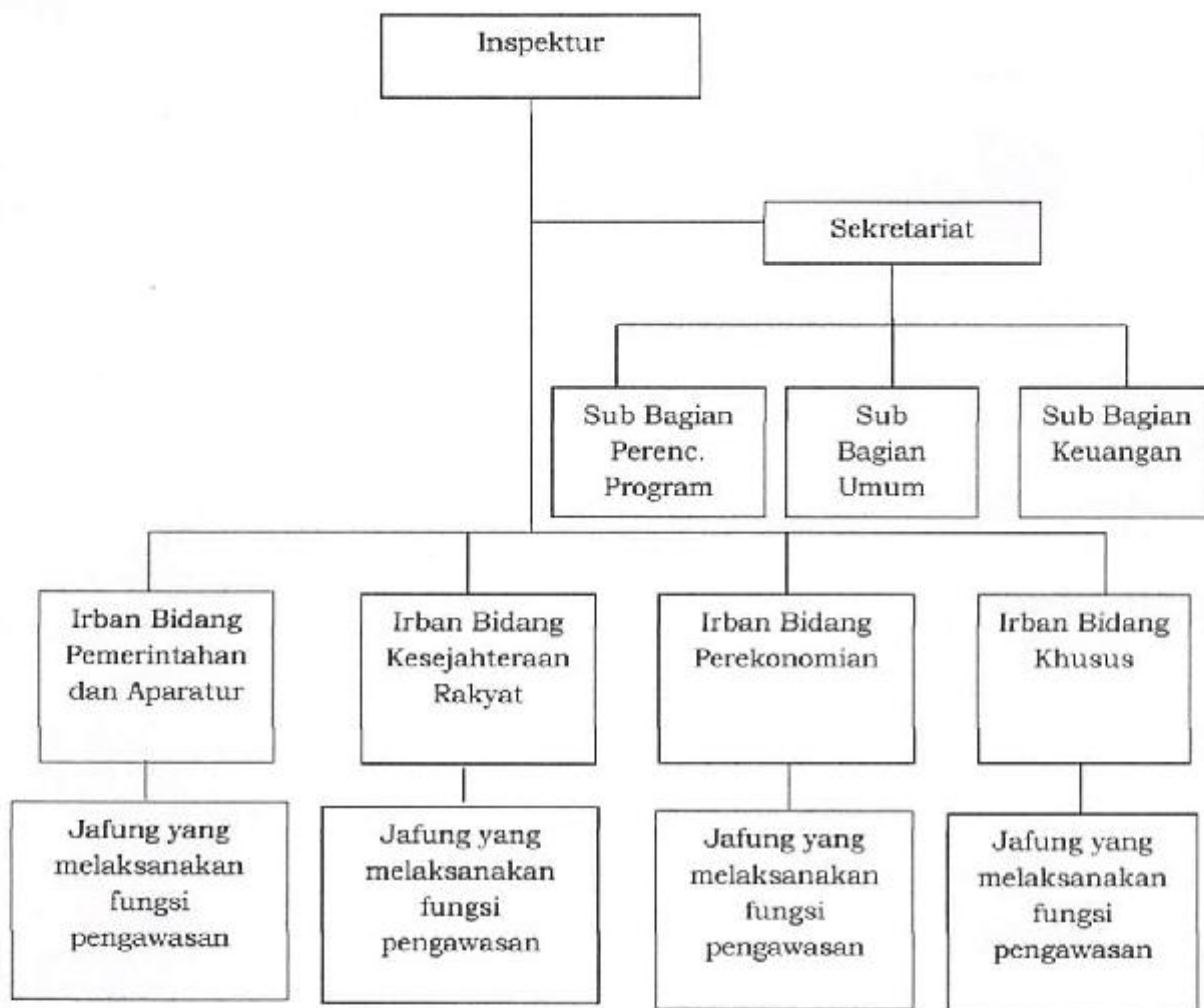 Inspektur
Sekretariat
Sub Bagian
Perenc.
Program
Sub
Bagian
Umum
Sub Bagian
Keuangan
Irban Bidang
Pemerintahan
dan Aparatur
Irban Bidang
Kesejahteraan
Rakyat
Irban Bidang
Perekonomian
Irban Bidang
Khusus
Jafung yang
melaksanakan
fungsi
pengawasan
Jafung yang
melaksanakan
fungsi
pengawasan
Jafung yang
melaksanakan
fungsi
pengawasan
Jafung yang
melaksanakan
fungsi
pengawasan